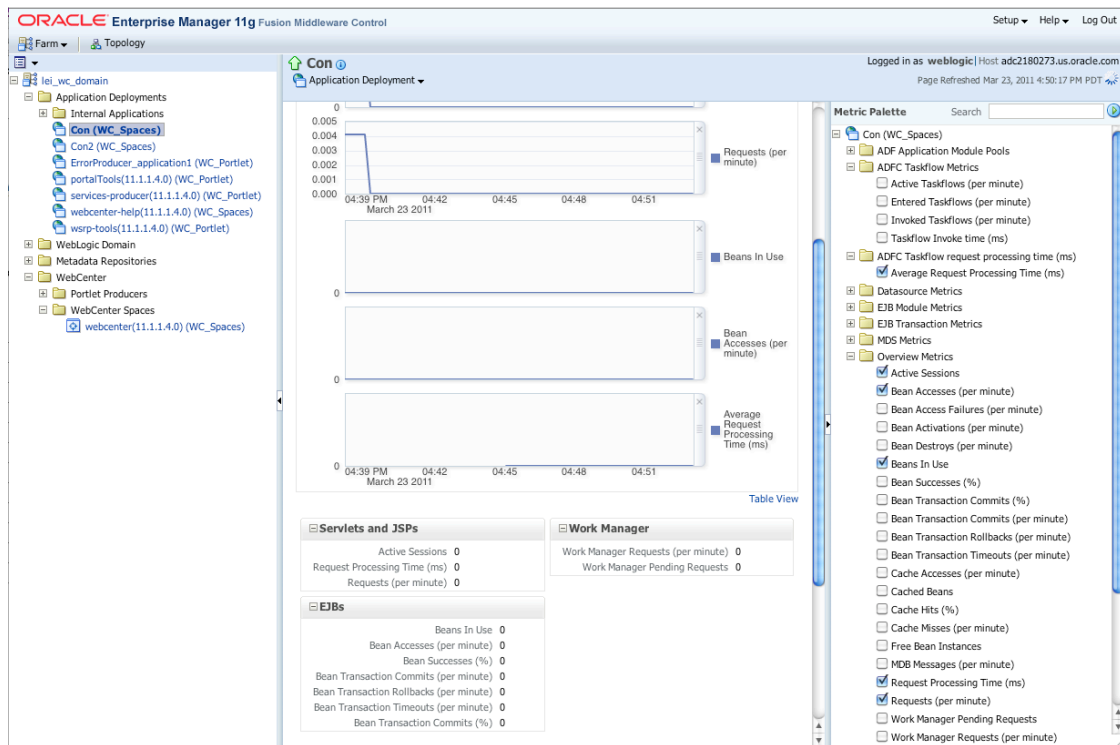 ORACLE Enterprise Manager 11g Fusion Middleware Control
Setup Help Log Out
Farm Topology
lei_wc_domain
Application Deployments
Internal Applications
Con (WC_Spaces)
Con2 (WC_Spaces)
ErrorProducer_application1 (WC_Portlet)
portalTools(11.1.1.4.0) (WC_Portlet)
services-producer(11.1.1.4.0) (WC_Portlet)
webcenter-help(11.1.1.4.0) (WC_Spaces)
wsrp-tools(11.1.1.4.0) (WC_Portlet)
WebLogic Domain
Metadata Repositories
WebCenter
Portlet Producers
WebCenter Spaces
webcenter(11.1.1.4.0) (WC_Spaces)
Con
Application Deployment
Logged in as weblogic| Host adc2180273.us.oracle.com
Page Refreshed Mar 23, 2011 4:50:17 PM PDT
0
0.005
0.004
0.003
0.002
0.001
0.000
04:39 PM 04:42 04:45 04:48 04:51
March 23 2011
Requests (per
minute)
0
Beans In Use
0
Bean
Accesses (per
minute)
0
Average
Request
Processing
Time (ms)
04:39 PM 04:42 04:45 04:48 04:51
March 23 2011
Table View
Servlets and JSPs
Active Sessions 0
Request Processing Time (ms) 0
Requests (per minute) 0
Work Manager
Work Manager Requests (per minute) 0
Work Manager Pending Requests 0
EJBs
Beans In Use 0
Bean Accesses (per minute) 0
Bean Successes (%) 0
Bean Transaction Commits (per minute) 0
Bean Transaction Rollbacks (per minute) 0
Bean Transaction Timeouts (per minute) 0
Bean Transaction Commits (%) 0
Metric Palette Search
Con (WC_Spaces)
ADF Application Module Pools
ADFC Taskflow Metrics
Active Taskflows (per minute)
Entered Taskflows (per minute)
Invoked Taskflows (per minute)
Taskflow Invoke time (ms)
ADFC Taskflow request processing time (ms)
Average Request Processing Time (ms)
Datasource Metrics
EJB Module Metrics
EJB Transaction Metrics
MDS Metrics
Overview Metrics
Active Sessions
Bean Accesses (per minute)
Bean Access Failures (per minute)
Bean Activations (per minute)
Bean Destroys (per minute)
Beans In Use
Bean Successes (%)
Bean Transaction Commits (%)
Bean Transaction Commits (per minute)
Bean Transaction Rollbacks (per minute)
Bean Transaction Timeouts (per minute)
Cache Accesses (per minute)
Cached Beans
Cache Hits (%)
Cache Misses (per minute)
Free Bean Instances
MDB Messages (per minute)
Request Processing Time (ms)
Requests (per minute)
Work Manager Pending Requests
Work Manager Requests (per minute)